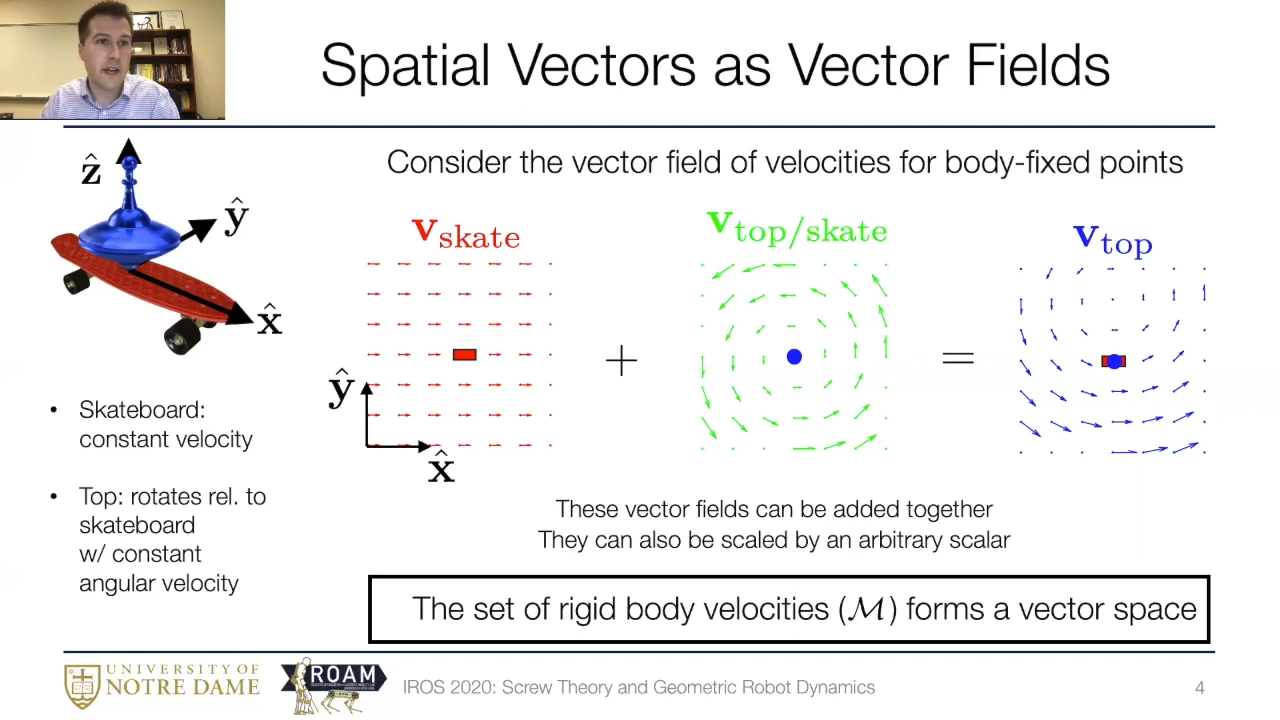 Spatial Vectors as Vector Fields
Consider the vector field of velocities for body-fixed points
ẑ
ŷ
x̂
v_skate
v_top/skate
v_top
+
=
ŷ
x̂
• Skateboard:
constant velocity
• Top: rotates rel. to
skateboard
w/ constant
angular velocity
These vector fields can be added together
They can also be scaled by an arbitrary scalar
The set of rigid body velocities (ℳ) forms a vector space
UNIVERSITY OF
NOTRE DAME
ROAM
IROS 2020: Screw Theory and Geometric Robot Dynamics
4